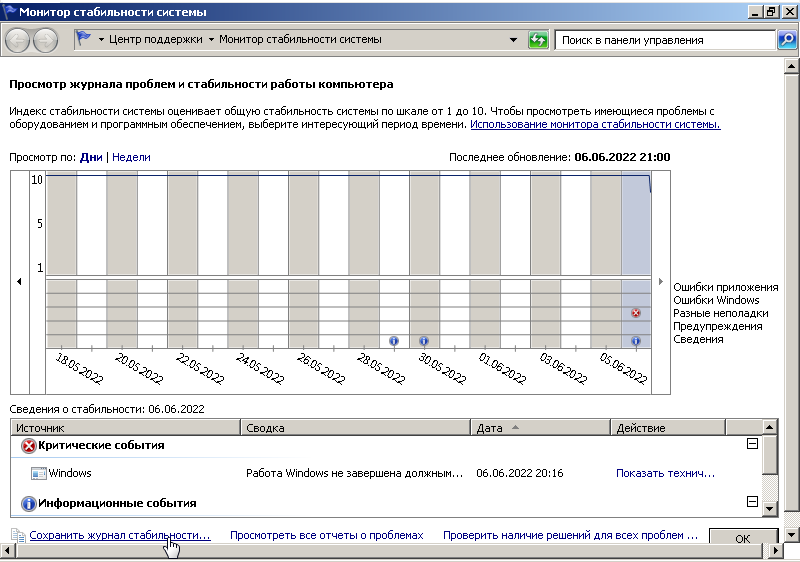 Монитор стабильности системы
Центр поддержки Монитор стабильности системы
Поиск в панели управления
Просмотр журнала проблем и стабильности работы компьютера
Индекс стабильности системы оценивает общую стабильность системы по шкале от 1 до 10. Чтобы просмотреть имеющиеся проблемы с
оборудованием и программным обеспечением, выберите интересующий период времени. Использование монитора стабильности системы.
Просмотр по: Дни | Недели
Последнее обновление: 06.06.2022 21:00
10
5
1
Ошибки приложения
Ошибки Windows
Разные неполадки
Предупреждения
Сведения
18.05.2022 20.05.2022 22.05.2022 24.05.2022 26.05.2022 28.05.2022 30.05.2022 01.06.2022 03.06.2022 05.06.2022
Сведения о стабильности: 06.06.2022
Источник Сводка Дата Действие
Критические события
Windows Работа Windows не завершена должным... 06.06.2022 20:16 Показать технич...
Информационные события
Сохранить журнал стабильности... Просмотреть все отчеты о проблемах Проверить наличие решений для всех проблем ... ОК